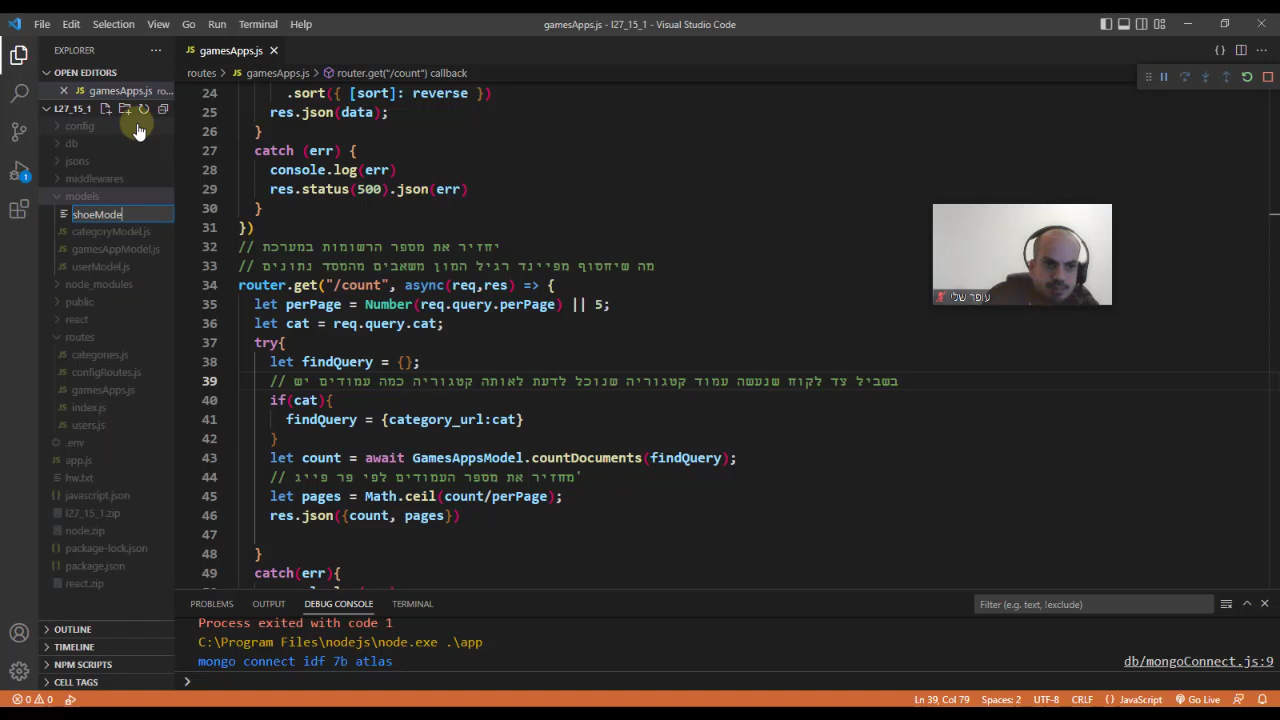 File Edit Selection View Go Run Terminal Help
gamesApps.js - l27_15_1 - Visual Studio Code
EXPLORER
OPEN EDITORS
gamesApps.js ro...
L27_15_1
config
db
jsons
middlewares
models
shoeMode
categoryModel.js
gamesAppModel.js
userModel.js
node_modules
public
react
routes
categories.js
configRoutes.js
gamesApps.js
index.js
users.js
.env
app.js
hw.txt
javascript.json
l27_15_1.zip
node.zip
package-lock.json
package.json
react.zip
OUTLINE
TIMELINE
NPM SCRIPTS
CELL TAGS
JS gamesApps.js
routes > JS gamesApps.js > router.get("/count") callback
24 .sort({ [sort]: reverse })
25 res.json(data);
26 }
27 catch (err) {
28 console.log(err)
29 res.status(500).json(err)
30 }
31 })
32 // יחזיר את מספר הרשומות במערכת
33 // מה שיחסוף מפיינד רגיל המון משאבים מהמסד נתונים
34 router.get("/count", async(req,res) => {
35 let perPage = Number(req.query.perPage) || 5;
36 let cat = req.query.cat;
37 try{
38 let findQuery = {};
39 // בשביל צד לקוח שנעשה עמוד קטגוריה שנוכל לדעת לאותה קטגוריה כמה עמודים יש
40 if(cat){
41 findQuery = {category_url:cat}
42 }
43 let count = await GamesAppsModel.countDocuments(findQuery);
44 // מחזיר את מספר העמודים לפי פר פייג'
45 let pages = Math.ceil(count/perPage);
46 res.json({count, pages})
47
48 }
49 catch(err){
עופר שלי
PROBLEMS OUTPUT DEBUG CONSOLE TERMINAL
Filter (e.g. text, !exclude)
Process exited with code 1
C:\Program Files\nodejs\node.exe .\app
mongo connect idf 7b atlas
db/mongoConnect.js:9
0 0
Ln 39, Col 79 Spaces: 2 UTF-8 CRLF {} JavaScript Go Live